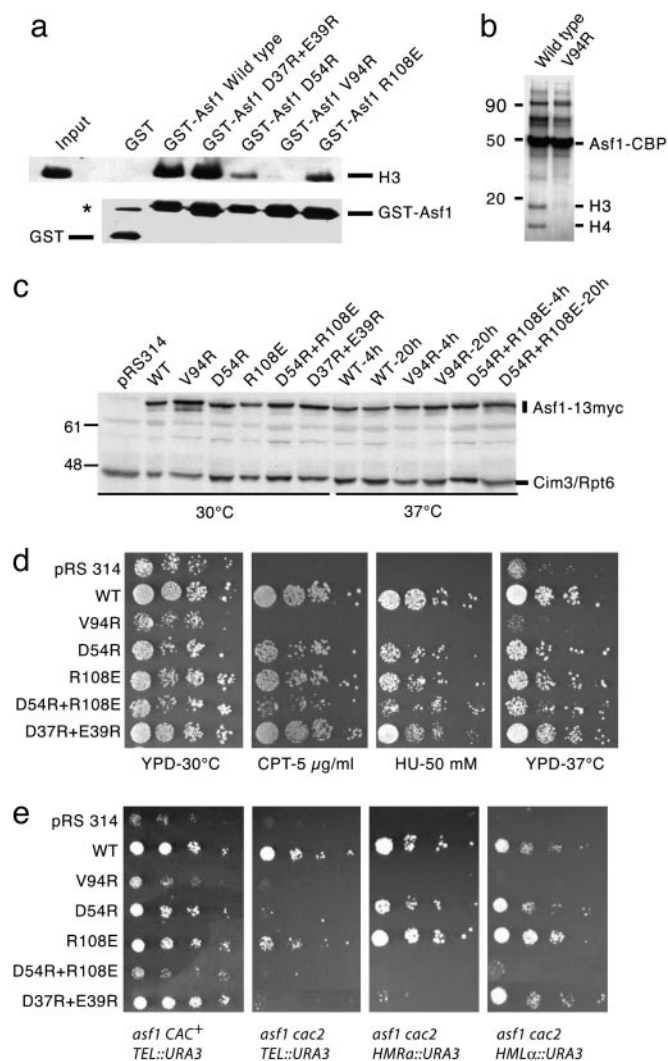 a
Input
GST
GST-Asf1 Wild type
GST-Asf1 D37R+E39R
GST-Asf1 D54R
GST-Asf1 V94R
GST-Asf1 R108E
H3
*
GST-Asf1
GST
b
Wild type
V94R
90
50
20
Asf1-CBP
H3
H4
c
pRS314
WT
V94R
D54R
R108E
D54R+R108E
D37R+E39R
WT-4h
WT-20h
V94R-4h
V94R-20h
D54R+R108E-4h
D54R+R108E-20h
61
48
Asf1-13myc
Cim3/Rpt6
30°C
37°C
d
pRS 314
WT
V94R
D54R
R108E
D54R+R108E
D37R+E39R
YPD-30°C
CPT-5 μg/ml
HU-50 mM
YPD-37°C
e
pRS 314
WT
V94R
D54R
R108E
D54R+R108E
D37R+E39R
asf1 CAC+
TEL::URA3
asf1 cac2
TEL::URA3
asf1 cac2
HMRa::URA3
asf1 cac2
HMLα::URA3